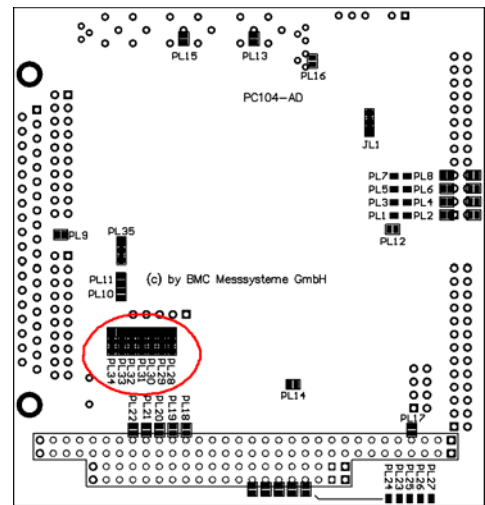 PL15
PL13
PL16
PC104-AD
JL1
PL7 PL8
PL5 PL6
PL3 PL4
PL1 PL2
PL9
PL35
PL12
PL11
PL10
(c) by BMC Messsysteme GmbH
PL34
PL33
PL32
PL31
PL30
PL29
PL28
PL14
PL22
PL21
PL20
PL19
PL18
PL17
PL24
PL23
PL25
PL26
PL27